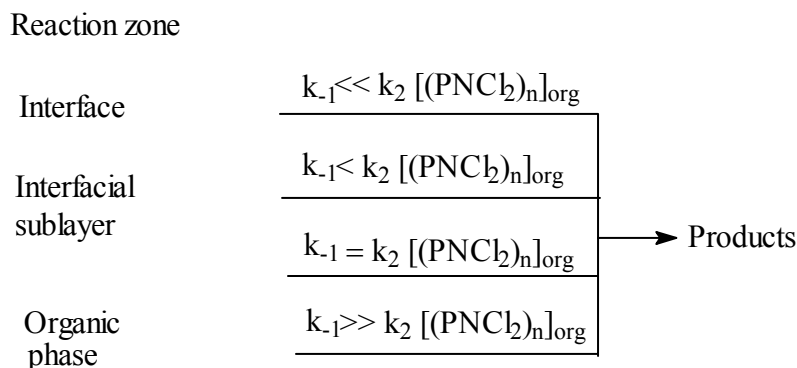 Reaction zone
k₋₁<< k₂ [(PNCl₂)ₙ]ₒᵣg
Interface
k₋₁< k₂ [(PNCl₂)ₙ]ₒᵣg
Interfacial
sublayer
Products
k₋₁ = k₂ [(PNCl₂)ₙ]ₒᵣg
Organic
phase
k₋₁>> k₂ [(PNCl₂)ₙ]ₒᵣg